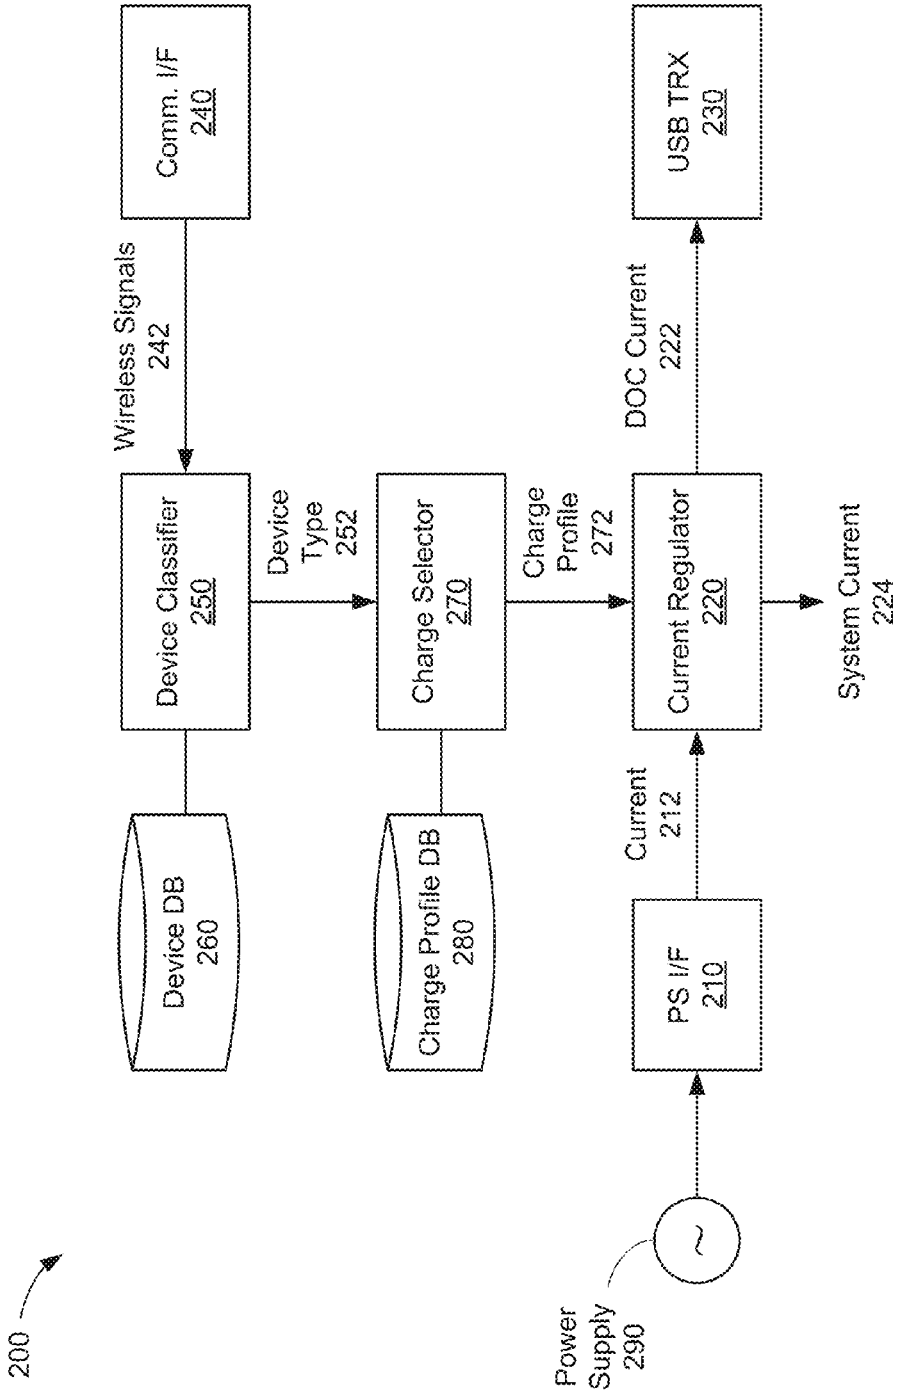 200
Device DB
260
Device Classifier
250
Wireless Signals
242
Comm. I/F
240
Device
Type
252
Charge Profile DB
280
Charge Selector
270
Charge
Profile
272
Power
Supply
290
~
PS I/F
210
Current
212
Current Regulator
220
DOC Current
222
USB TRX
230
System Current
224